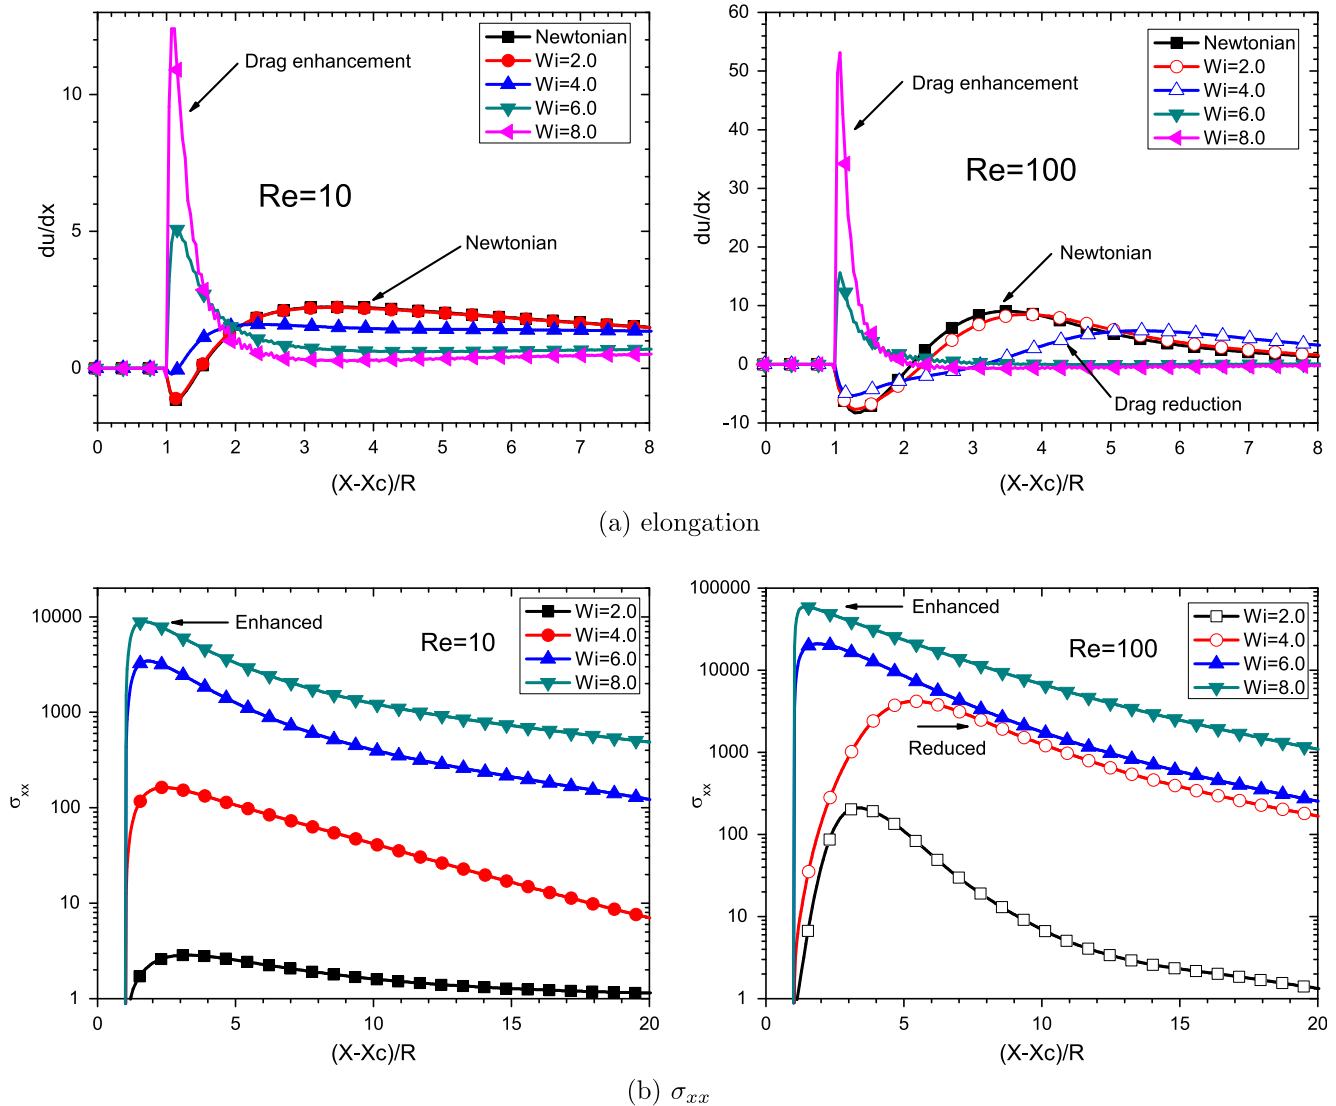 du/dx
10
5
0
0 1 2 3 4 5 6 7 8
(X-Xc)/R
Newtonian
Wi=2.0
Wi=4.0
Wi=6.0
Wi=8.0
Drag enhancement
Re=10
Newtonian
du/dx
60
50
40
30
20
10
0
-10
0 1 2 3 4 5 6 7 8
(X-Xc)/R
Newtonian
Wi=2.0
Wi=4.0
Wi=6.0
Wi=8.0
Drag enhancement
Re=100
Newtonian
Drag reduction
(a) elongation
σxx
10000
1000
100
10
1
0 5 10 15 20
(X-Xc)/R
Wi=2.0
Wi=4.0
Wi=6.0
Wi=8.0
Enhanced
Re=10
σxx
100000
10000
1000
100
10
1
0 5 10 15 20
(X-Xc)/R
Wi=2.0
Wi=4.0
Wi=6.0
Wi=8.0
Enhanced
Re=100
Reduced
(b) σxx